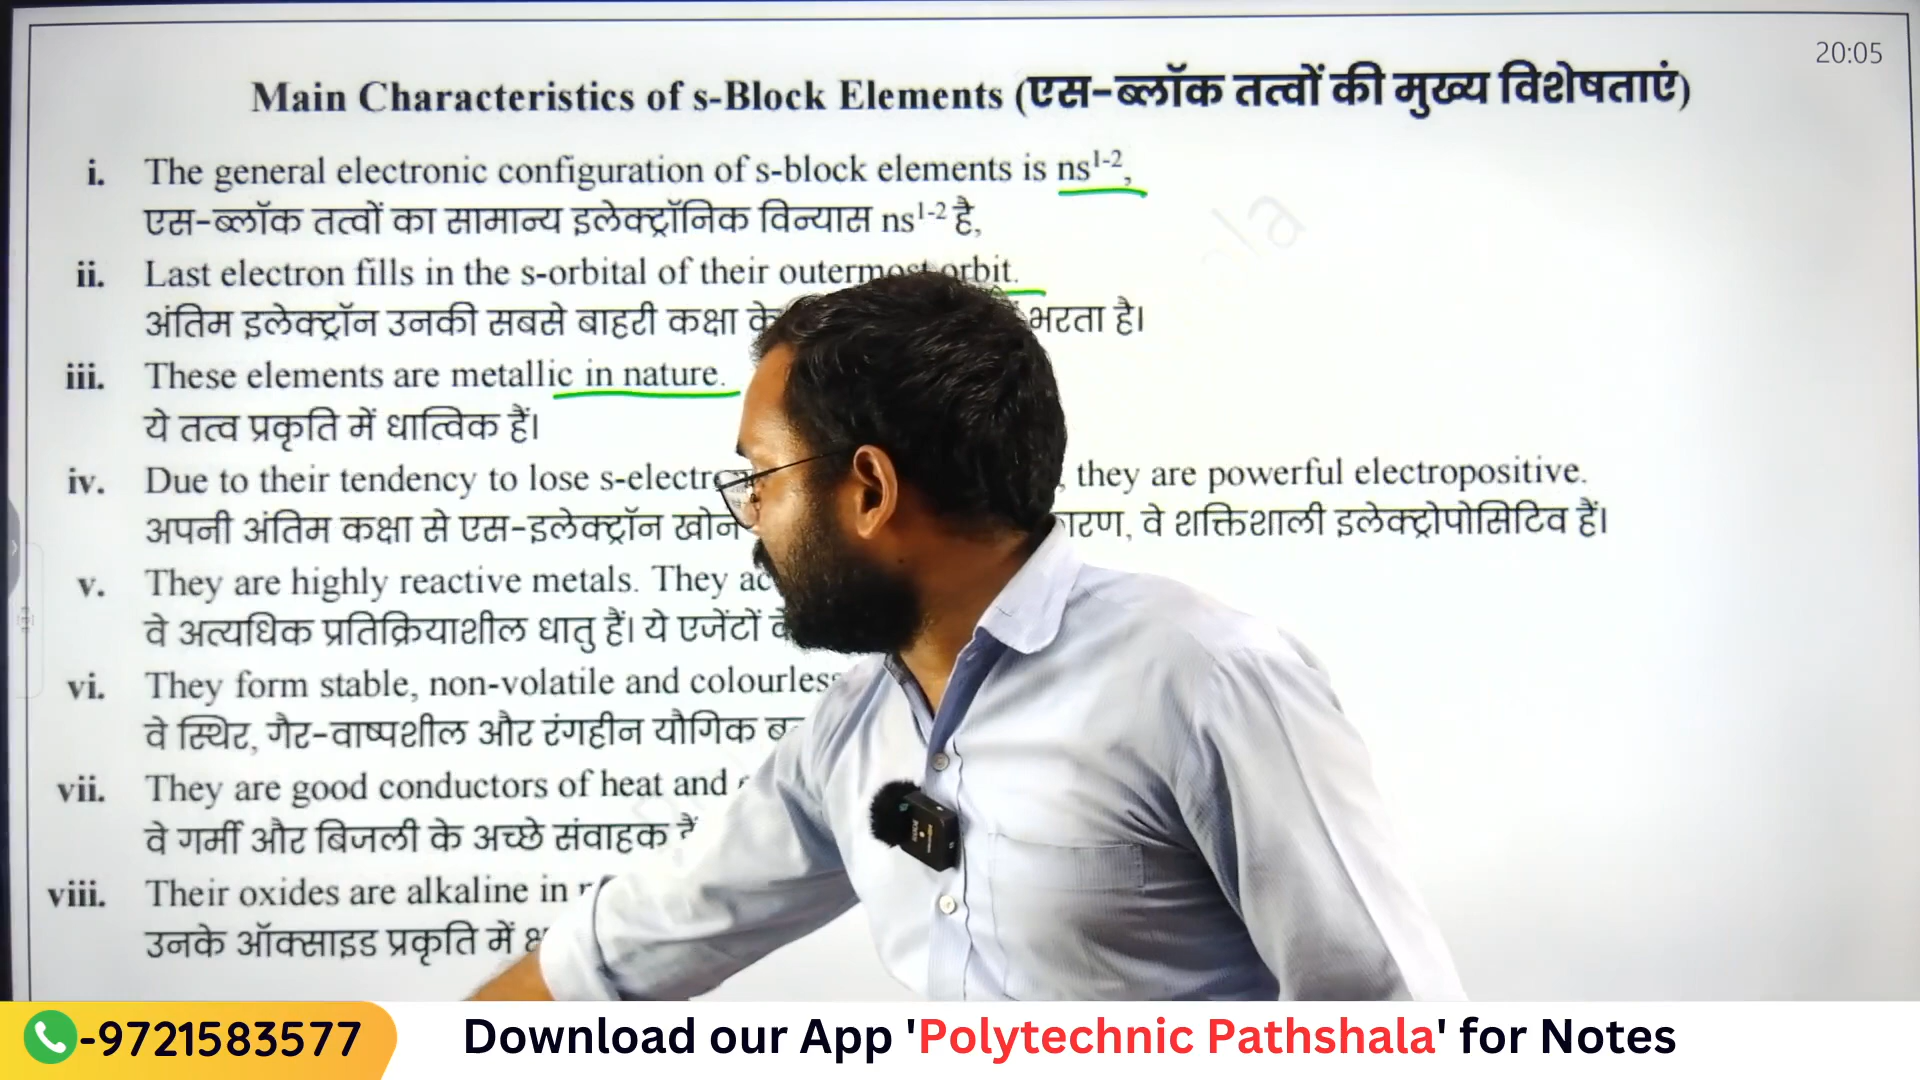 20:05
Main Characteristics of s-Block Elements (एस-ब्लॉक तत्वों की मुख्य विशेषताएं)
i. The general electronic configuration of s-block elements is ns¹⁻²,
एस-ब्लॉक तत्वों का सामान्य इलेक्ट्रॉनिक विन्यास ns¹⁻² है,
ii. Last electron fills in the s-orbital of their outermost orbit.
अंतिम इलेक्ट्रॉन उनकी सबसे बाहरी कक्षा के भरता है।
iii. These elements are metallic in nature.
ये तत्व प्रकृति में धात्विक हैं।
iv. Due to their tendency to lose they are powerful electropositive.
अपनी अंतिम कक्षा से एस-इलेक्ट्रॉन वे शक्तिशाली इलेक्ट्रोपोसिटिव हैं।
v. They are highly reactive metals. They
वे अत्यधिक प्रतिक्रियाशील धातु हैं। ये एजेंटों
vi. They form stable, non-volatile and colourless
वे स्थिर, गैर-वाष्पशील और रंगहीन यौगिक
vii. They are good conductors of heat and
वे गर्मी और बिजली के अच्छे संवाहक
viii. Their oxides are alkaline in
उनके ऑक्साइड प्रकृति में
-9721583577
Download our App 'Polytechnic Pathshala' for Notes